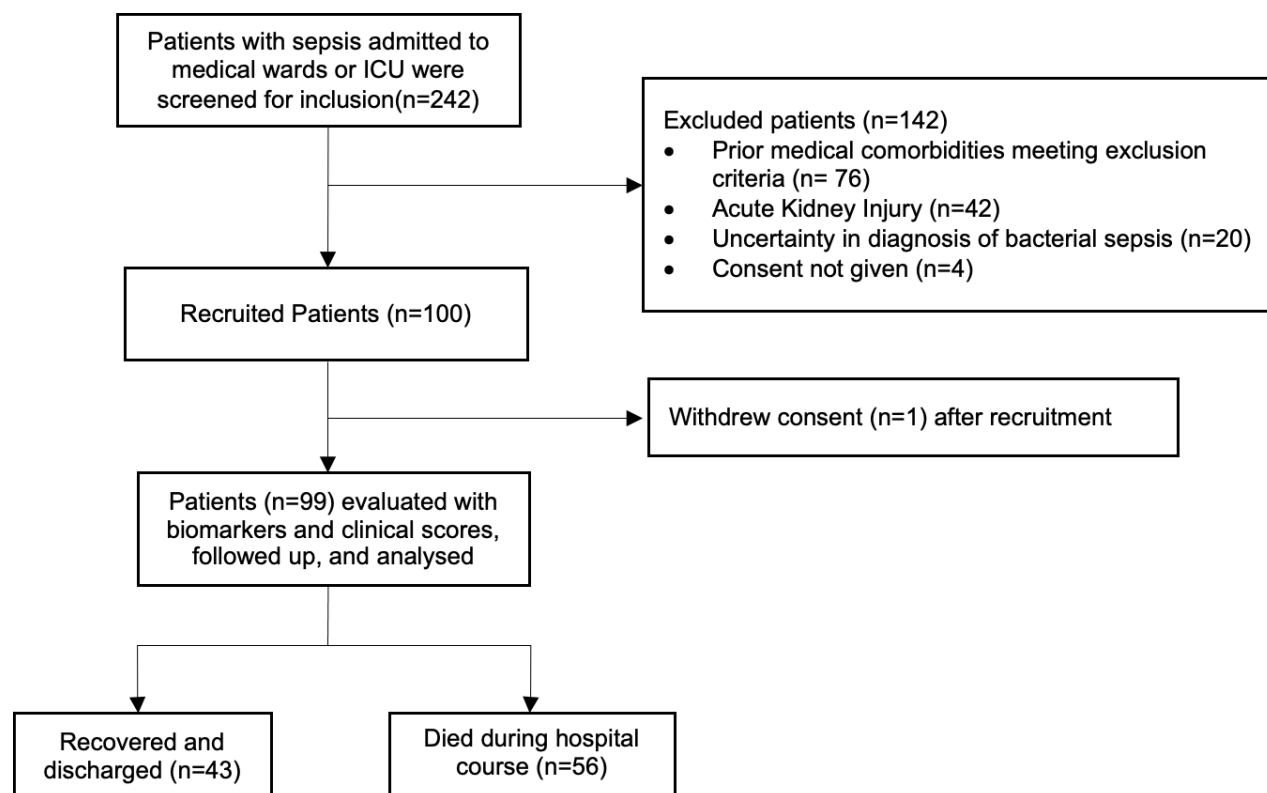 Patients with sepsis admitted to
medical wards or ICU were
screened for inclusion(n=242)
Excluded patients (n=142)
• Prior medical comorbidities meeting exclusion
criteria (n= 76)
• Acute Kidney Injury (n=42)
• Uncertainty in diagnosis of bacterial sepsis (n=20)
• Consent not given (n=4)
Recruited Patients (n=100)
Withdrew consent (n=1) after recruitment
Patients (n=99) evaluated with
biomarkers and clinical scores,
followed up, and analysed
Recovered and
discharged (n=43)
Died during hospital
course (n=56)